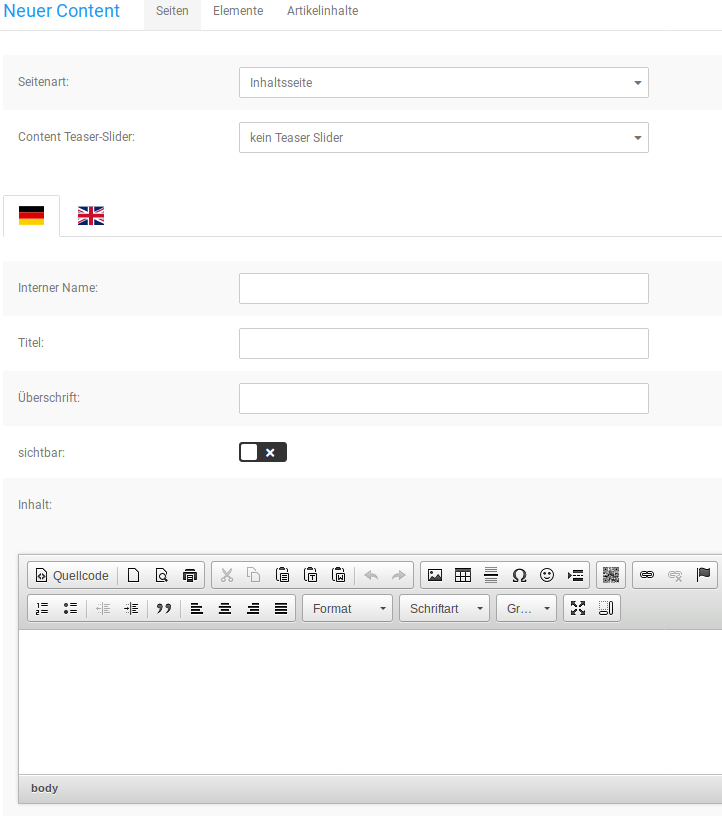 Neuer Content Seiten Elemente Artikelinhalte
Seitenart: Inhaltsseite
Content Teaser-Slider: kein Teaser Slider
Interner Name:
Titel:
Überschrift:
sichtbar:
Inhalt:
Quellcode
Format Schriftart Gr...
body